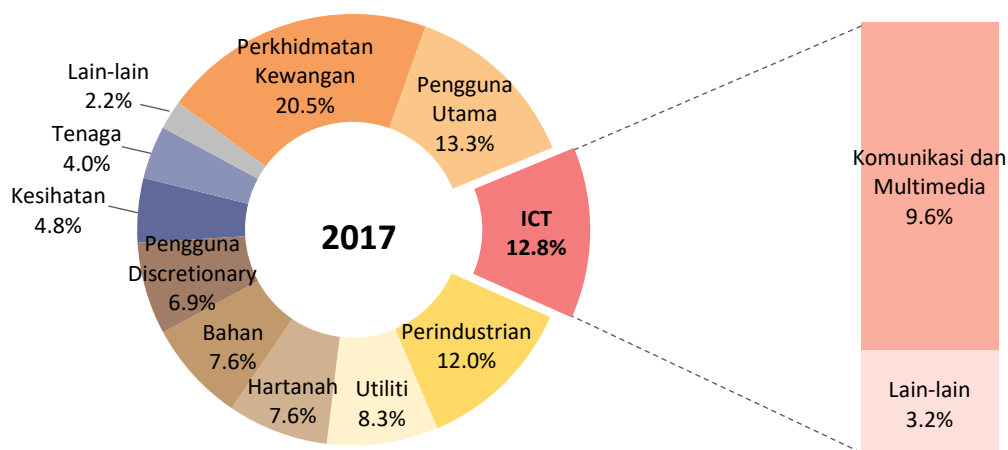 Perkhidmatan
Kewangan
20.5%
Pengguna
Utama
13.3%
ICT
12.8%
Perindustrian
12.0%
Utiliti
8.3%
Hartanah
7.6%
Bahan
7.6%
Pengguna
Discretionary
6.9%
Kesihatan
4.8%
Tenaga
4.0%
Lain-lain
2.2%
2017
Komunikasi dan
Multimedia
9.6%
Lain-lain
3.2%